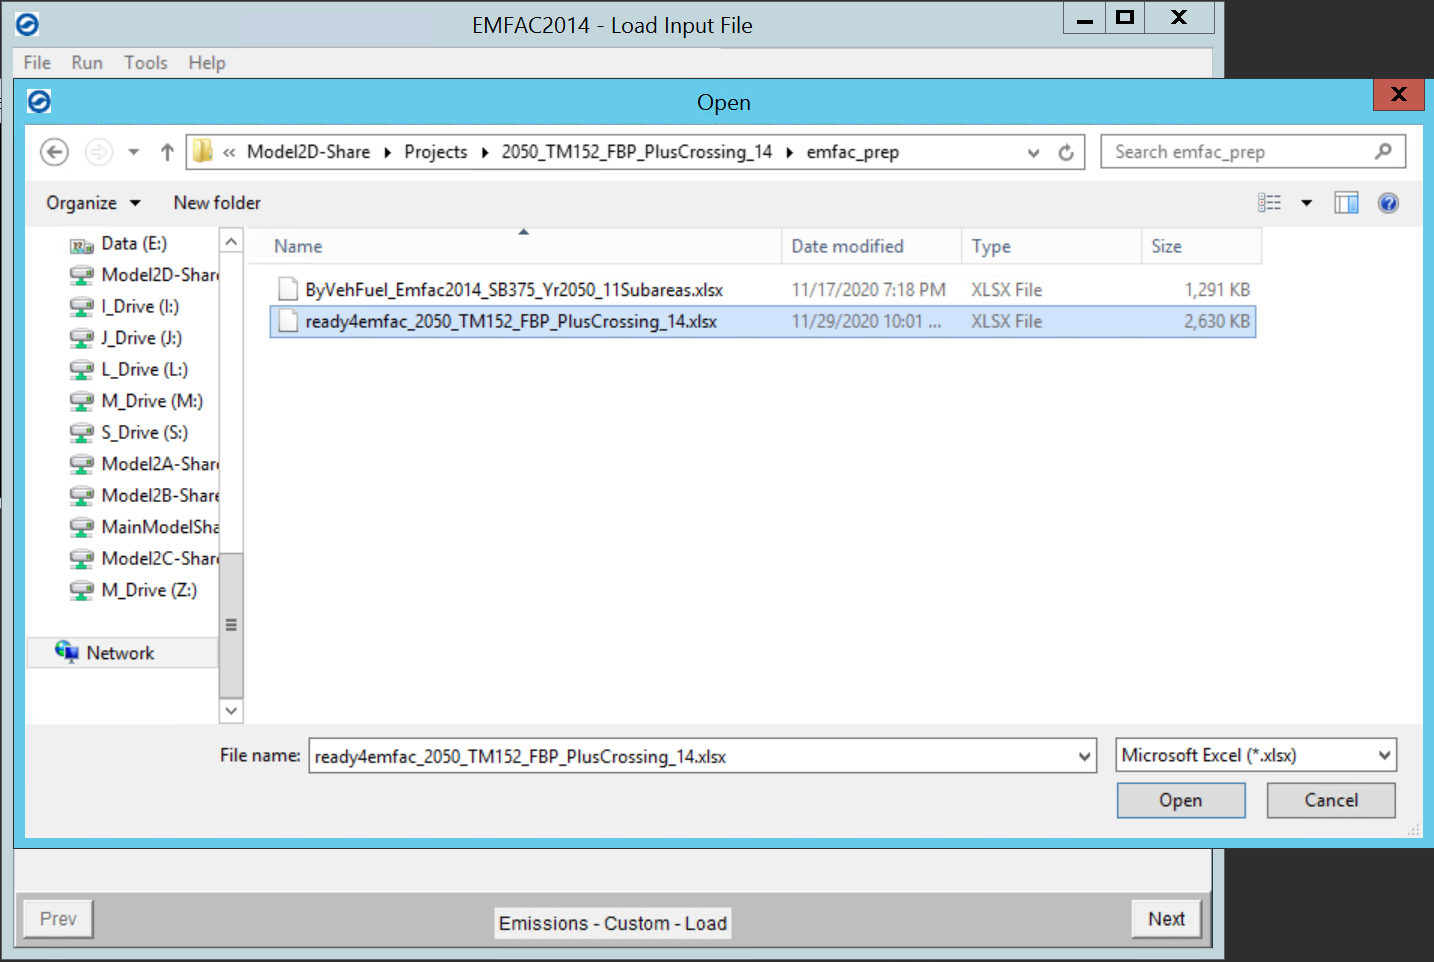 EMFAC2014 - Load Input File
File Run Tools Help
Open
« Model2D-Share Projects 2050_TM152_FBP_PlusCrossing_14 emfac_prep
Search emfac_prep
Organize New folder
Name Date modified Type Size
Data (E:)
Model2D-Share
I_Drive (I:)
J_Drive (J:)
L_Drive (L:)
M_Drive (M:)
S_Drive (S:)
Model2A-Share
Model2B-Share
MainModelSha
Model2C-Share
M_Drive (Z:)
Network
ByVehFuel_Emfac2014_SB375_Yr2050_11Subareas.xlsx 11/17/2020 7:18 PM XLSX File 1,291 KB
ready4emfac_2050_TM152_FBP_PlusCrossing_14.xlsx 11/29/2020 10:01 ... XLSX File 2,630 KB
File name: ready4emfac_2050_TM152_FBP_PlusCrossing_14.xlsx Microsoft Excel (*.xlsx)
Open Cancel
Prev Emissions - Custom - Load Next